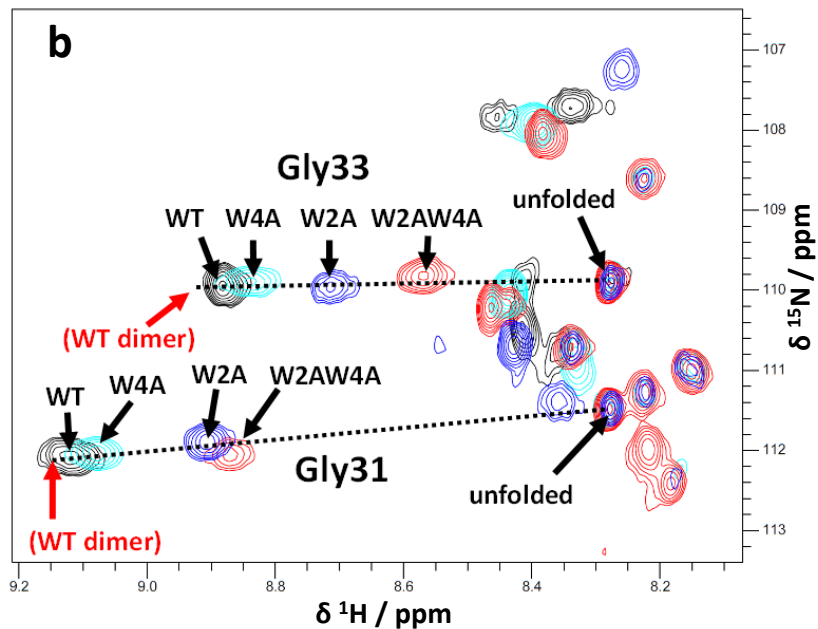 b
107
108
Gly33
unfolded
109
WT W4A W2A W2AW4A
110
(WT dimer)
111
WT W4A W2A W2AW4A
112
Gly31
unfolded
(WT dimer)
113
δ ¹⁵N / ppm
9.2 9.0 8.8 8.6 8.4 8.2
δ ¹H / ppm